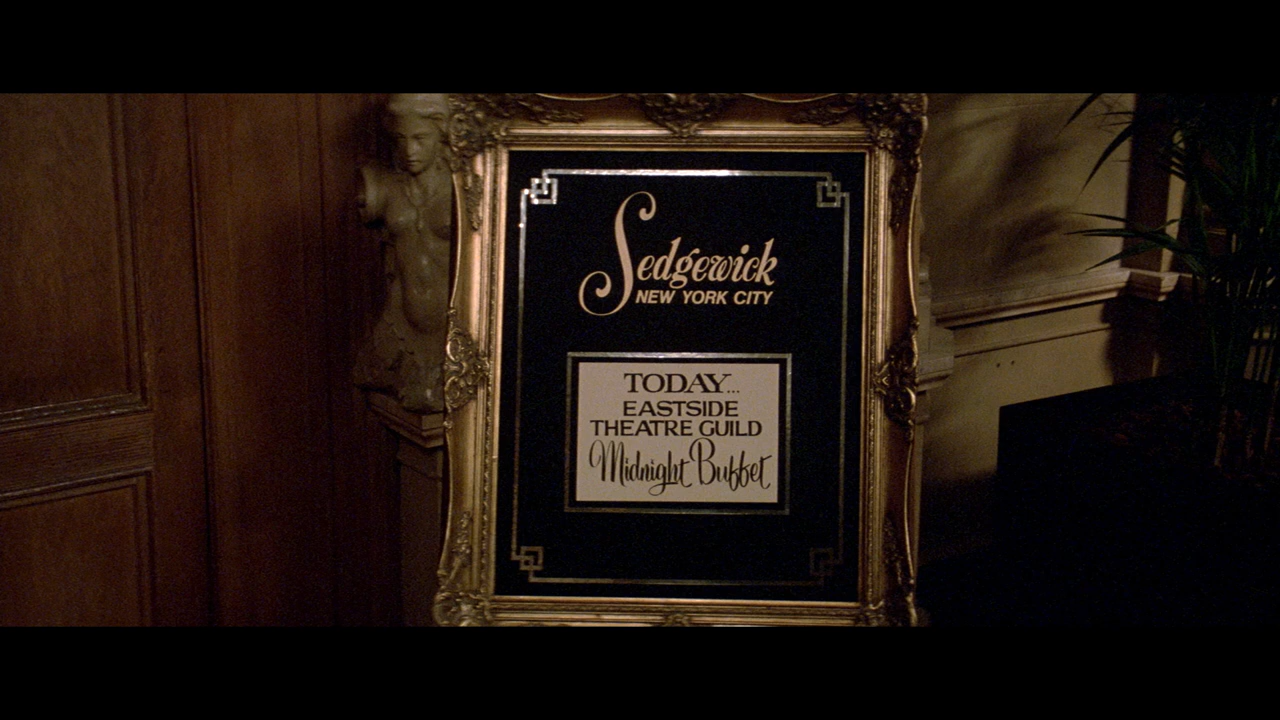 Sedgewick
NEW YORK CITY
TODAY...
EASTSIDE
THEATRE GUILD
Midnight Buffet